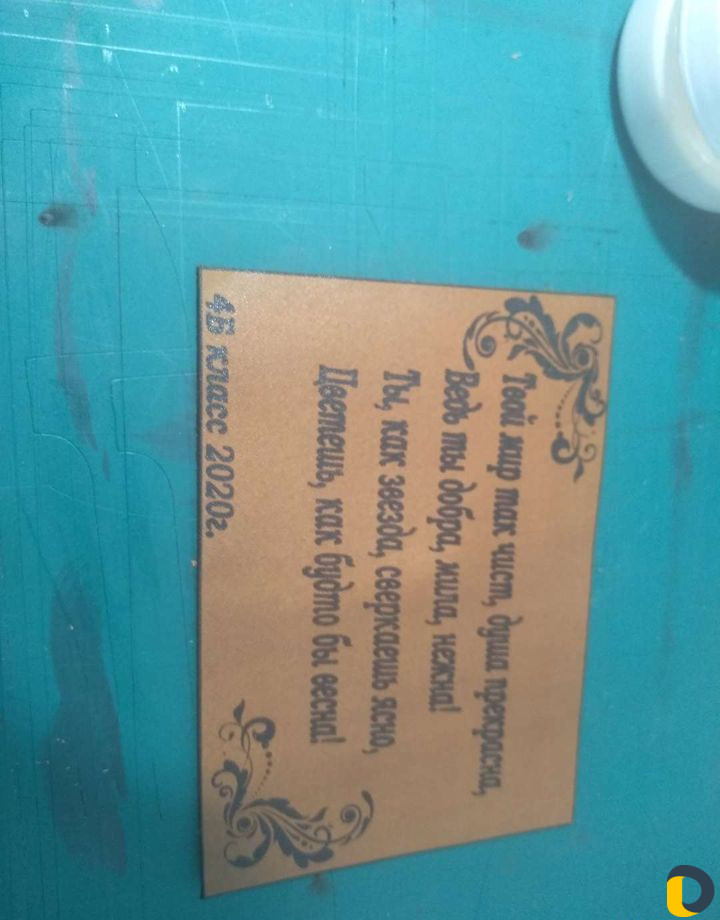 Твой мир так чист, душа прекрасна,
Ведь ты добра, мила, нежна!
Ты, как звезда, сверкаешь ясно,
Цветешь, как будто бы весна!
4Б класс 2020г.